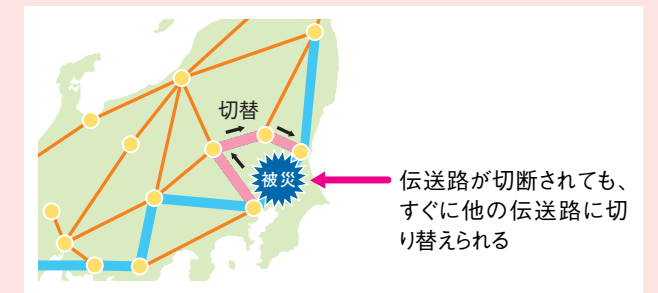 切替
被災
伝送路が切断されても、
すぐに他の伝送路に切
り替えられる